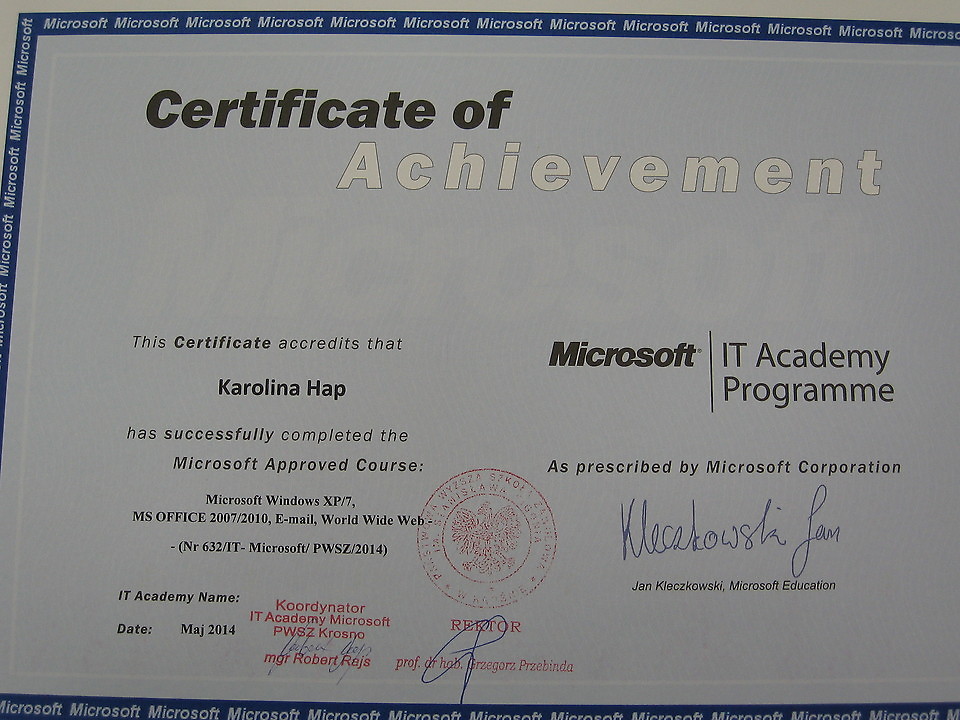 Microsoft Microsoft Microsoft Microsoft Microsoft Microsoft Microsoft Microsoft Microsoft Microsoft Microsoft Microsoft
Microsoft Microsoft Microsoft Microsoft Microsoft
Certificate of
Achievement
This Certificate accredits that
Karolina Hap
has successfully completed the
Microsoft Approved Course:
Microsoft Windows XP/7,
MS OFFICE 2007/2010, E-mail, World Wide Web -
- (Nr 632/IT- Microsoft/ PWSZ/2014)
Microsoft IT Academy
Programme
As prescribed by Microsoft Corporation
Kleczkowski Jan
Jan Kleczkowski, Microsoft Education
IT Academy Name:
Date: Maj 2014
Koordynator
IT Academy Microsoft
PWSZ Krosno
mgr Robert Rajs
REKTOR
prof. dr hab. Grzegorz Przebinda
Microsoft Microsoft Microsoft Microsoft Microsoft Microsoft Microsoft Microsoft Microsoft Microsoft Microsoft Microsoft